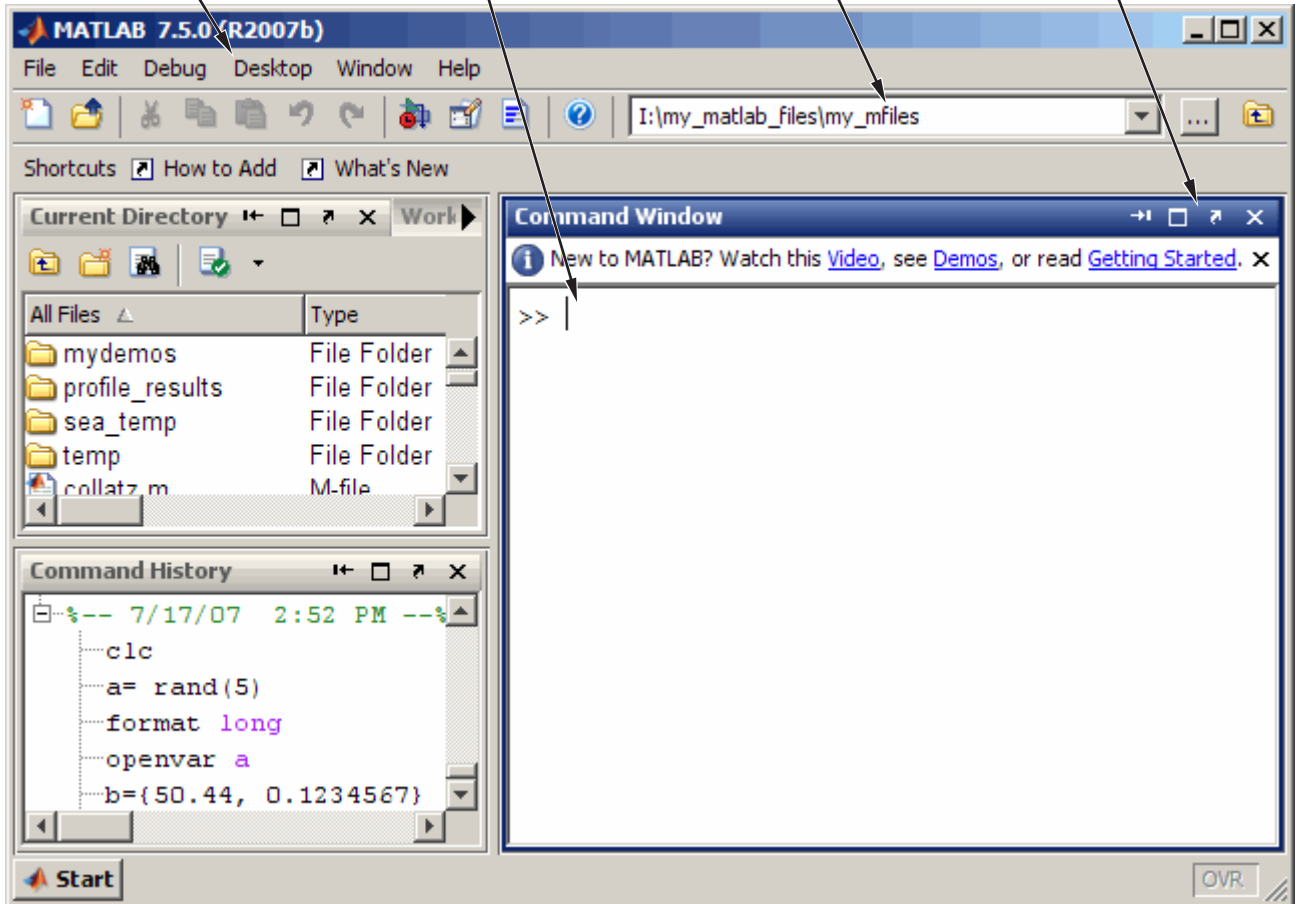 MATLAB 7.5.0 (R2007b)
File Edit Debug Desktop Window Help
I:\my_matlab_files\my_mfiles
...
Shortcuts How to Add What's New
Current Directory Work
All Files Type
mydemos File Folder
profile_results File Folder
sea_temp File Folder
temp File Folder
collatz.m M-file
Command History
%-- 7/17/07 2:52 PM --%
clc
a= rand(5)
format long
openvar a
b={50.44, 0.1234567}
Command Window
New to MATLAB? Watch this Video, see Demos, or read Getting Started.
>>
Start
OVR